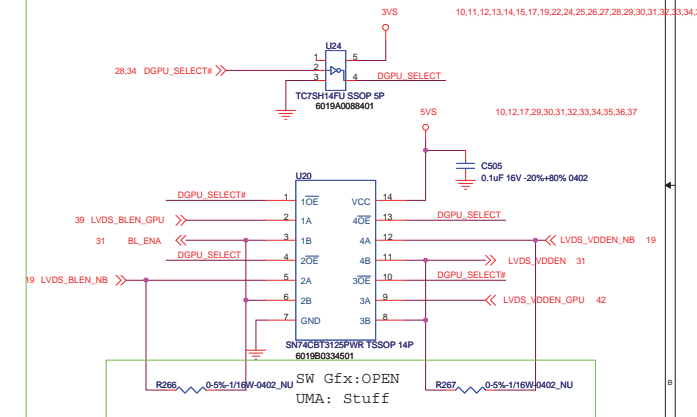 3VS
10,11,12,13,14,15,17,19,22,24,25,26,27,28,29,30,31,32,33,34,3
U24
1
5
28,34 DGPU_SELECT#
2
3
4
DGPU_SELECT
TC7SH14FU SSOP 5P
6019A0088401
5VS
10,12,17,29,30,31,32,33,34,35,36,37
C505
0.1uF 16V -20%+80% 0402
U20
DGPU_SELECT# 1 1OE VCC 14
39 LVDS_BLEN_GPU 2 1A 4OE 13 DGPU_SELECT
31 BL_ENA 3 1B 4A 12 LVDS_VDDEN_NB 19
DGPU_SELECT 4 2OE 4B 11 LVDS_VDDEN 31
19 LVDS_BLEN_NB 5 2A 3OE 10 DGPU_SELECT#
6 2B 3A 9 LVDS_VDDEN_GPU 42
7 GND 3B 8
SN74CBT3125PWR TSSOP 14P
6019B0334501
R266 0-5%-1/16W-0402_NU
SW Gfx:OPEN
R267 0-5%-1/16W-0402_NU
UMA: Stuff
B